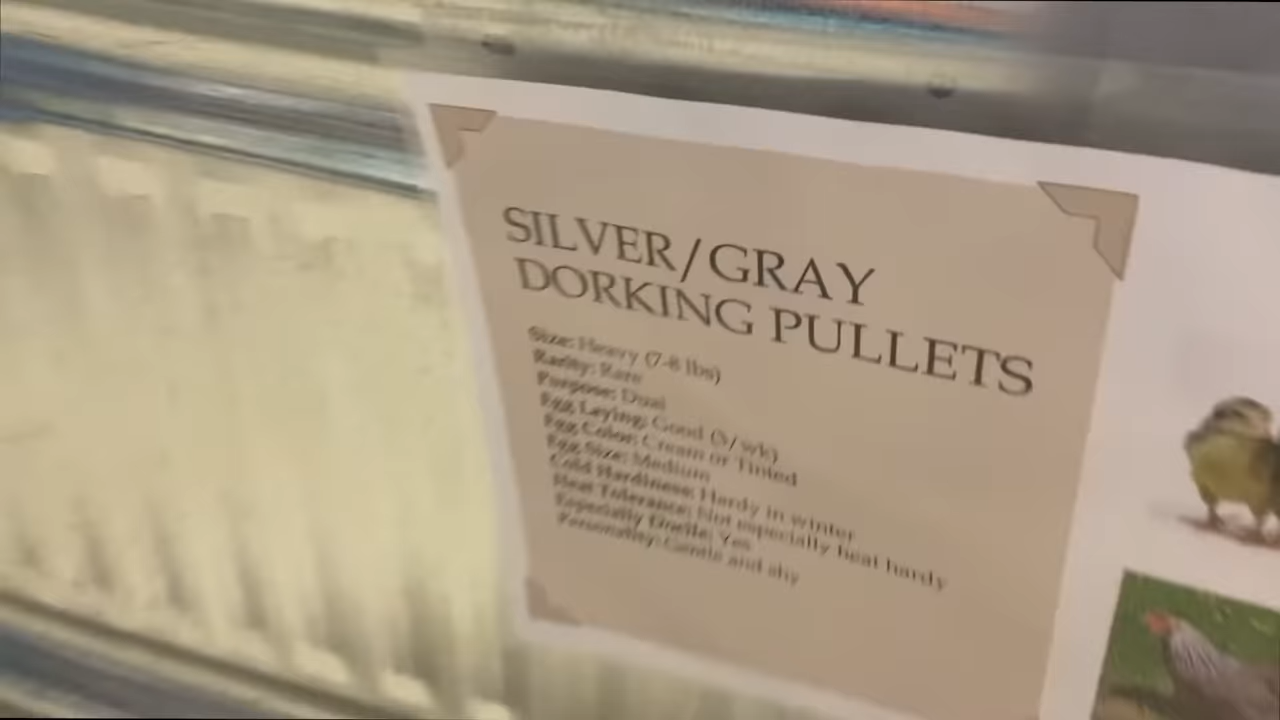 SILVER/GRAY
DORKING PULLETS
Size: Heavy (7-8 lbs)
Rarity: Rare
Purpose: Dual
Egg Laying: Good (3/wk)
Egg Color: Cream or Tinted
Egg Size: Medium
Cold Hardiness: Hardy in winter
Heat Tolerance: Not especially heat hardy
Especially Docile: Yes
Personality: Gentle and shy